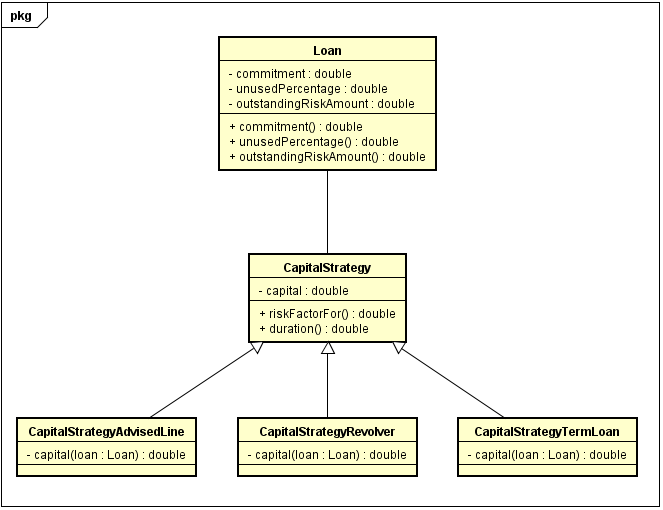 pkg
Loan
- commitment : double
- unusedPercentage : double
- outstandingRiskAmount : double
+ commitment() : double
+ unusedPercentage() : double
+ outstandingRiskAmount() : double
CapitalStrategy
- capital : double
+ riskFactorFor() : double
+ duration() : double
CapitalStrategyAdvisedLine
- capital(loan : Loan) : double
CapitalStrategyRevolver
- capital(loan : Loan) : double
CapitalStrategyTermLoan
- capital(loan : Loan) : double